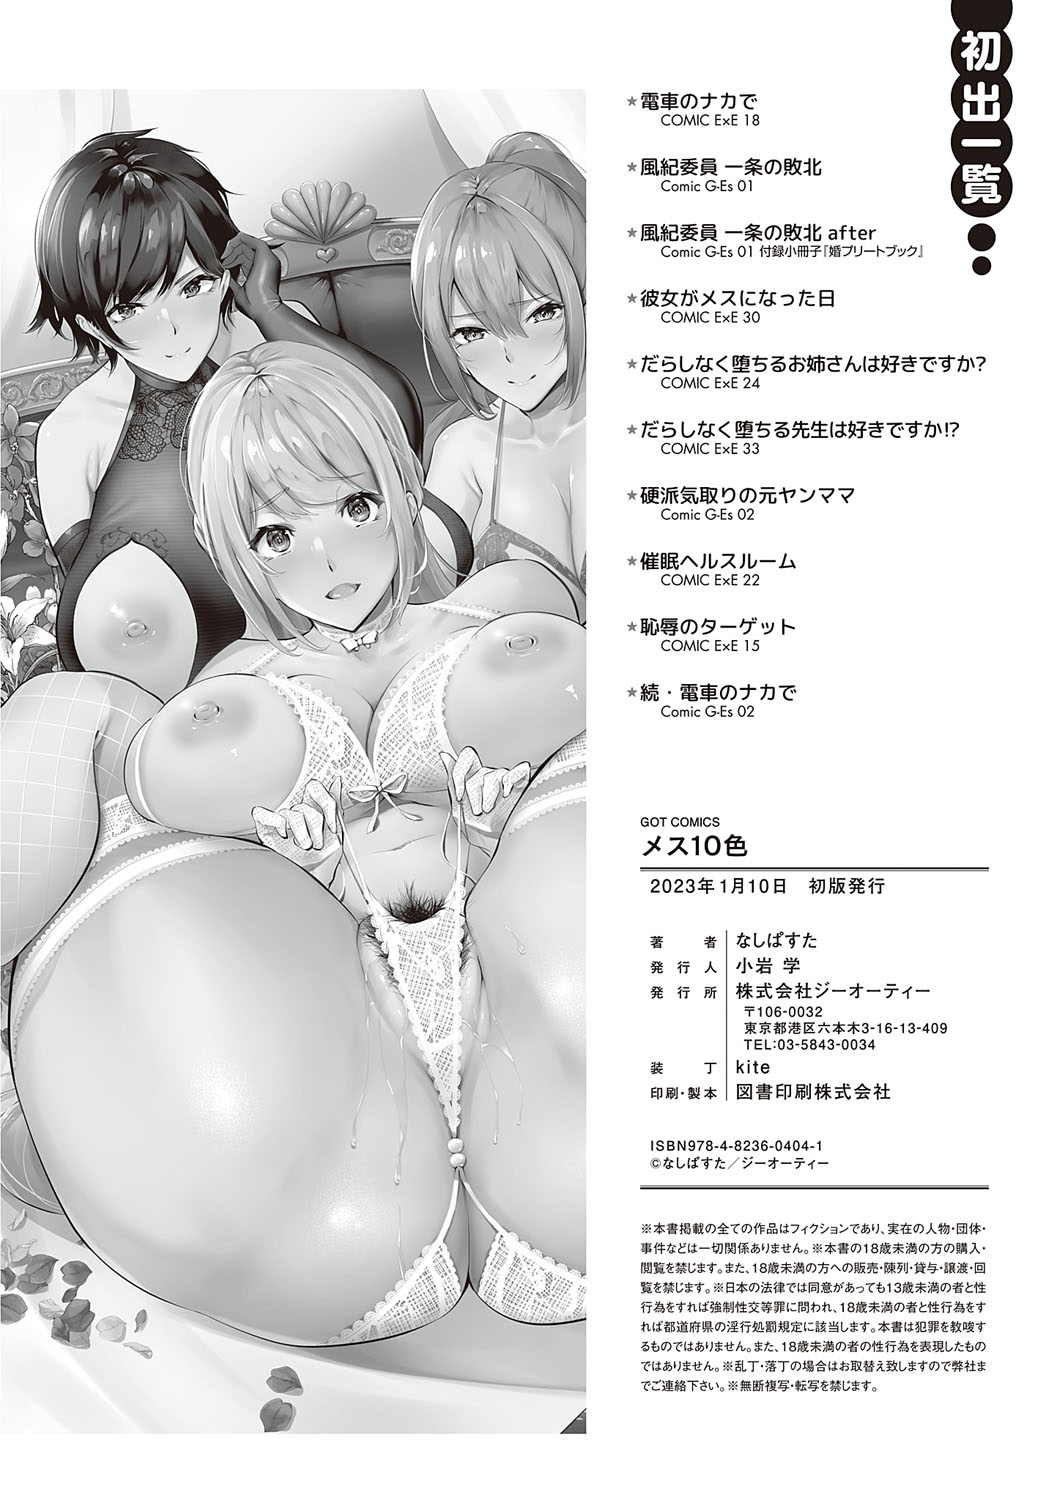 初出一覧
★電車のナカで
COMIC E×E 18
★風紀委員 一条の敗北
Comic G-Es 01
★風紀委員 一条の敗北 after
Comic G-Es 01 付録小冊子『婚プリートブック』
★彼女がメスになった日
COMIC E×E 30
★だらしなく堕ちるお姉さんは好きですか?
COMIC E×E 24
★だらしなく堕ちる先生は好きですか!?
COMIC E×E 33
★硬派気取りの元ヤンママ
Comic G-Es 02
★催眠ヘルスルーム
COMIC E×E 22
★恥辱のターゲット
COMIC E×E 15
★続・電車のナカで
Comic G-Es 02
GOT COMICS
メス10色
2023年1月10日　初版発行
著者 なしぱすた
発行人 小岩 学
発行所 株式会社ジーオーティー
〒106-0032
東京都港区六本木3-16-13-409
TEL:03-5843-0034
装丁 kite
印刷・製本 図書印刷株式会社
ISBN978-4-8236-0404-1
©なしぱすた／ジーオーティー
※本書掲載の全ての作品はフィクションであり、実在の人物・団体・
事件などは一切関係ありません。※本書の18歳未満の方の購入・
閲覧を禁じます。また、18歳未満の方への販売・陳列・貸与・譲渡・回
覧を禁じます。※日本の法律では同意があっても13歳未満の者と性
行為をすれば強制性交等罪に問われ、18歳未満の者と性行為をす
れば都道府県の淫行処罰規定に該当します。本書は犯罪を教唆す
るものではありません。また、18歳未満の者の性行為を表現したもの
ではありません。※乱丁・落丁の場合はお取替え致しますので弊社ま
でご連絡下さい。※無断複写・転写を禁じます。